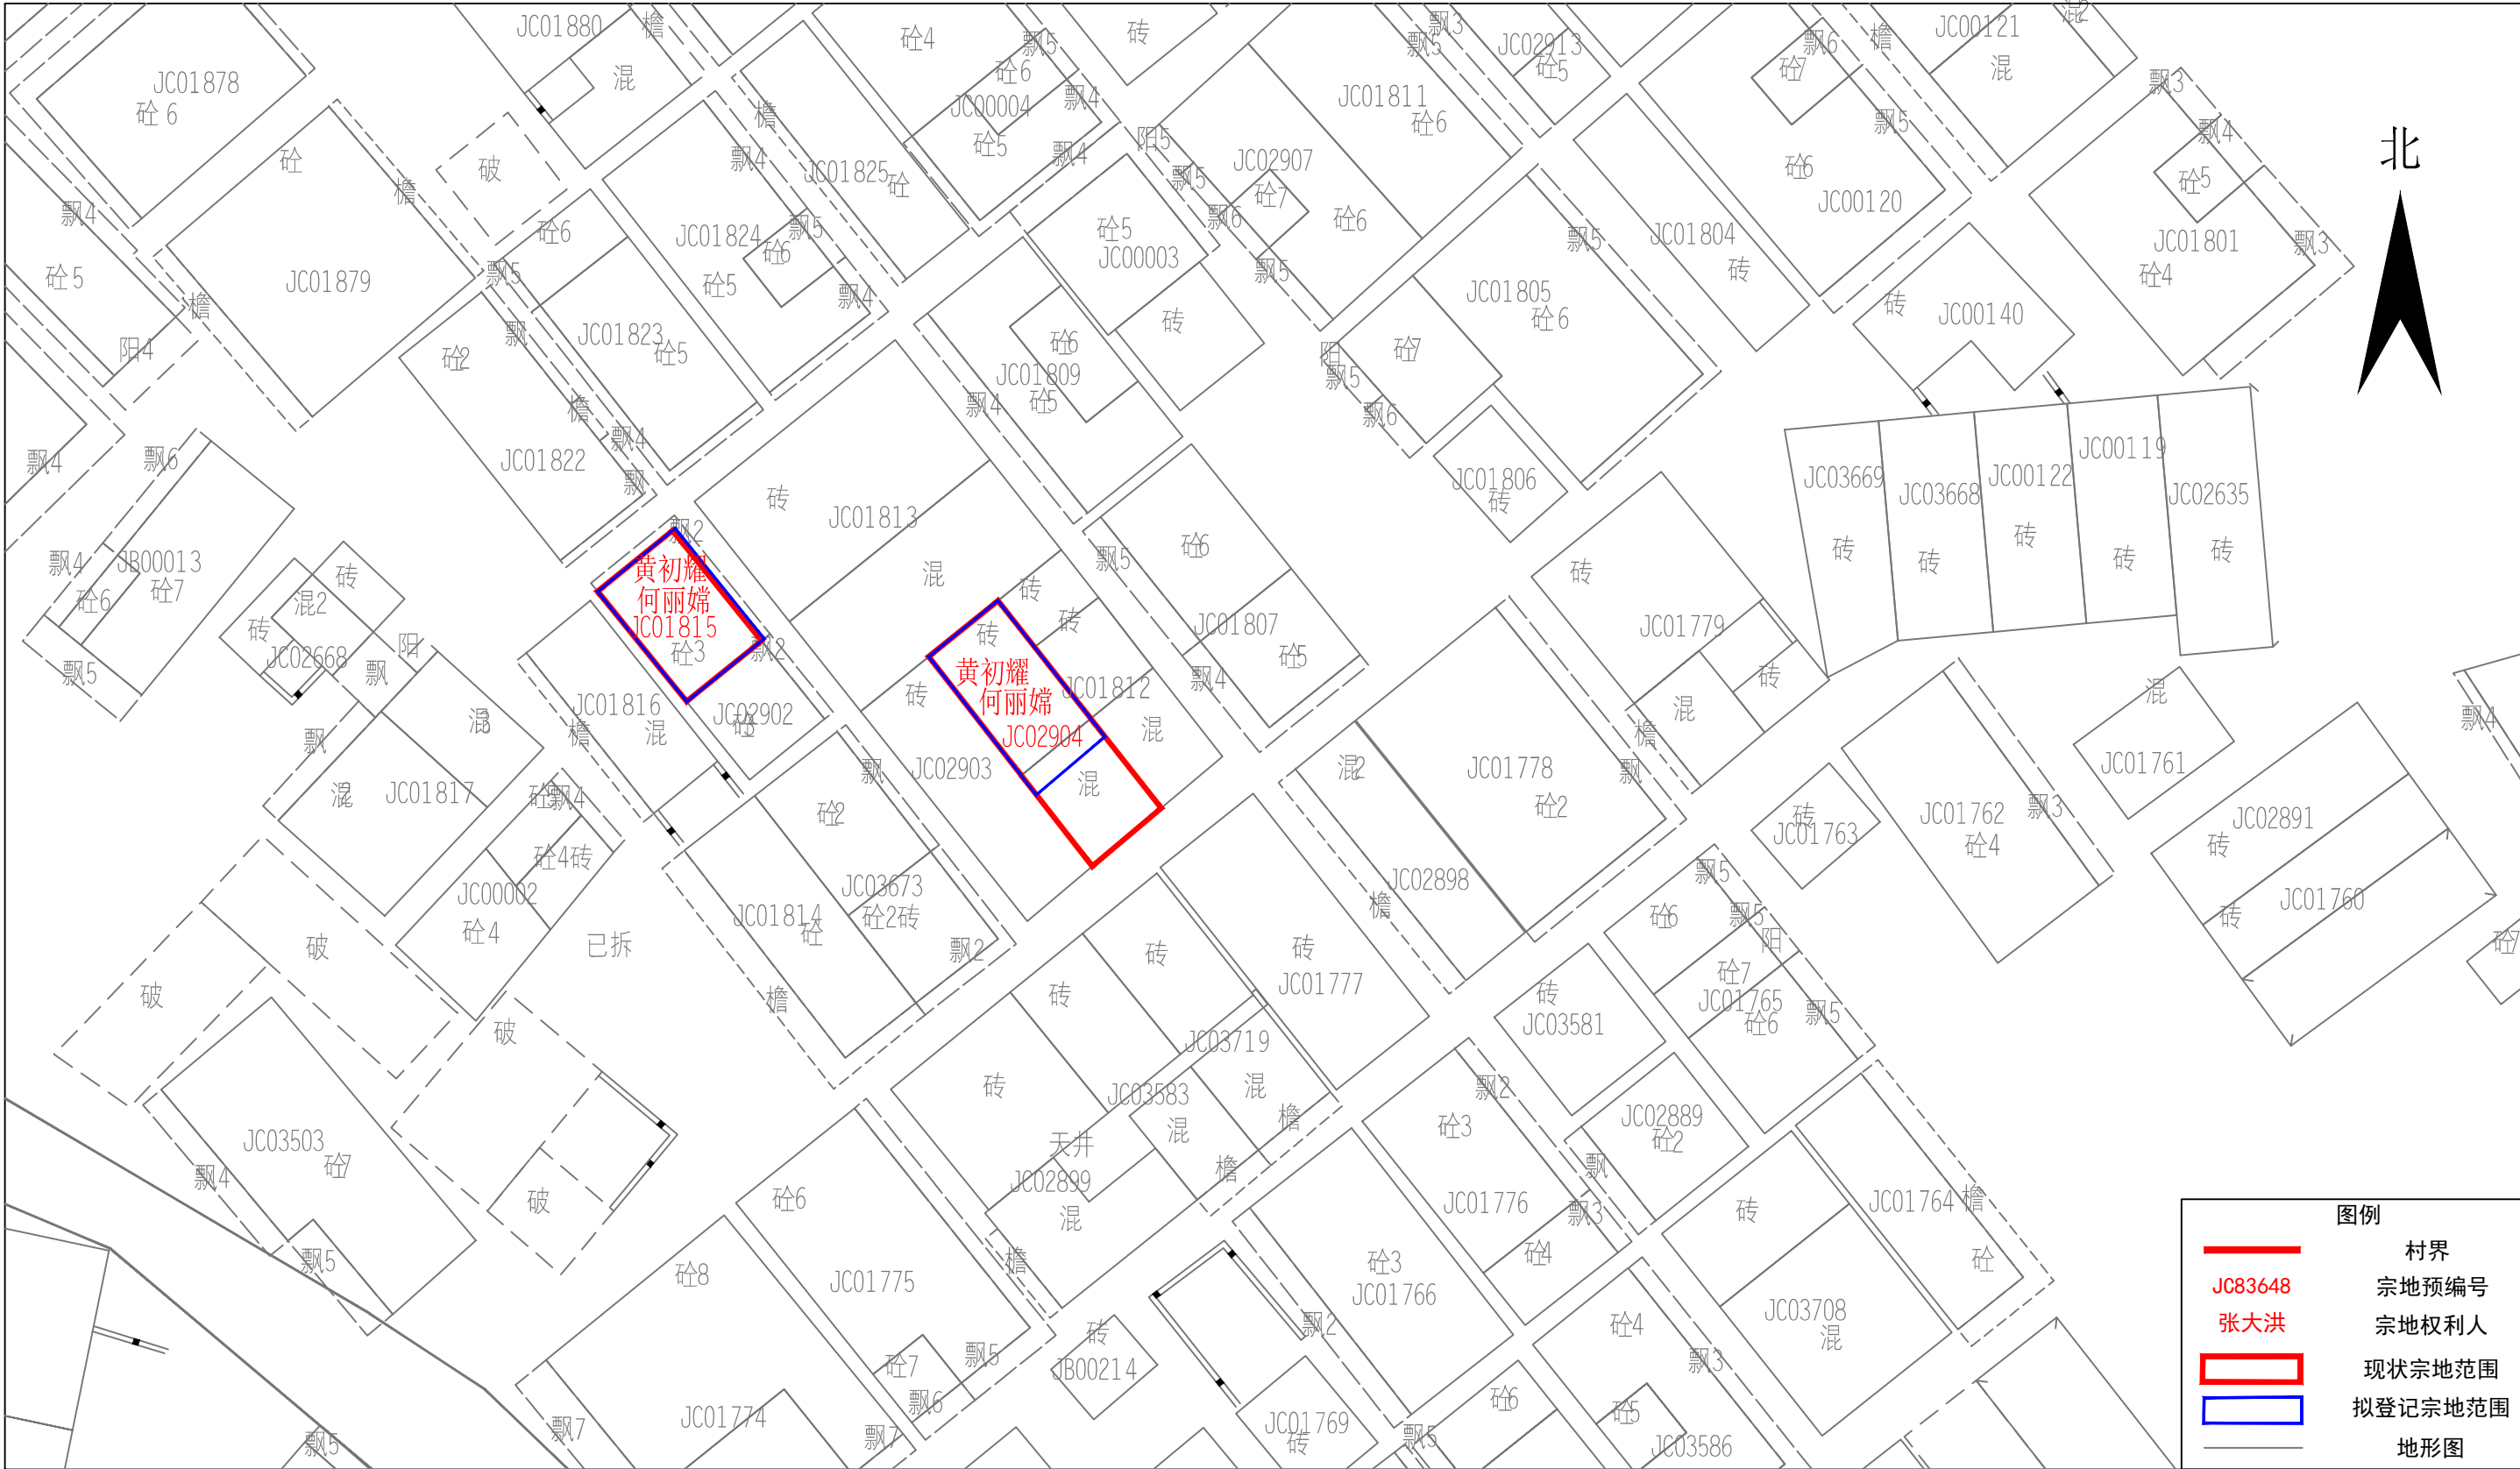 JC01880
檐
砼4
飘5
砖
飘3
飘5
JC02913
砼5
飘6
砼7
檐
JC00121
混
混2
JC01878
砼 6
混
檐
砼6
JC00004
飘4
砼5
飘4
阳5
JC01811
砼6
飘5
飘3
飘4
北
砼
檐
破
飘4
JC01825
砼
飘5
JC02907
砼7
飘6
砼6
砼6
JC00120
砼5
飘4
砼6
JC01824
飘5
砼6
砼5
JC00003
飘5
飘5
JC01804
砖
JC01801
砼4
飘3
砼 5
檐
JC01879
飘5
砼5
飘4
砖
JC01805
砼 6
砖
JC00140
阳4
砼2
飘
JC01823
砼5
砼6
JC01809
砼5
飘4
阳
飘5
砼7
飘6
檐
飘4
飘6
JC01822
飘4
飘
砖
JC01813
JC01806
砖
JC03669
砖
JC03668
砖
JC00122
砖
JC00119
砖
JC02635
砖
飘4
JB00013
砼6
砼7
砖
混2
砖
飘2
黄初耀
何丽嫦
JC01815
砼3
飘2
混
砖
砖
飘5
砼6
砖
飘5
JC02668
阳
飘
砖
砖
黄初耀
何丽嫦
JC02904
JC01812
混
JC01807
砼5
飘4
JC01779
砖
混
檐
混
飘4
飘
混3
JC01816
檐
混
JC02902
砼3
JC02903
混
混2
JC01778
砼2
飘
JC01761
混2
JC01817
砼3
飘4
飘
砼2
砖
JC01763
JC01762
砼4
飘3
JC02891
砖
砼4砖
JC00002
砼4
JC03673
砼2砖
JC02898
檐
飘5
砖
JC01760
破
已拆
JC01814
砼
飘2
砖
砖
砼6
飘5
阳
砼7
破
檐
砖
JC01777
砖
JC03581
砼7
JC01765
砼6
飘5
破
砖
JC03719
混
檐
JC03583
混
飘2
砼3
JC02889
砼2
JC03503
砼7
飘4
天井
JC02899
混
檐
飘
JC01776
飘3
砼4
砖
JC01764
檐
砼
破
砼6
飘5
砼8
JC01775
檐
砼3
JC01766
飘2
砼4
JC03708
混
砖
JB00214
飘3
砼7
飘5
飘6
飘7
JC01774
飘7
飘5
JC01769
砖
砼6
飘5
砼5
JC03586
图例
村界
JC83648
宗地预编号
张大洪
宗地权利人
现状宗地范围
拟登记宗地范围
地形图